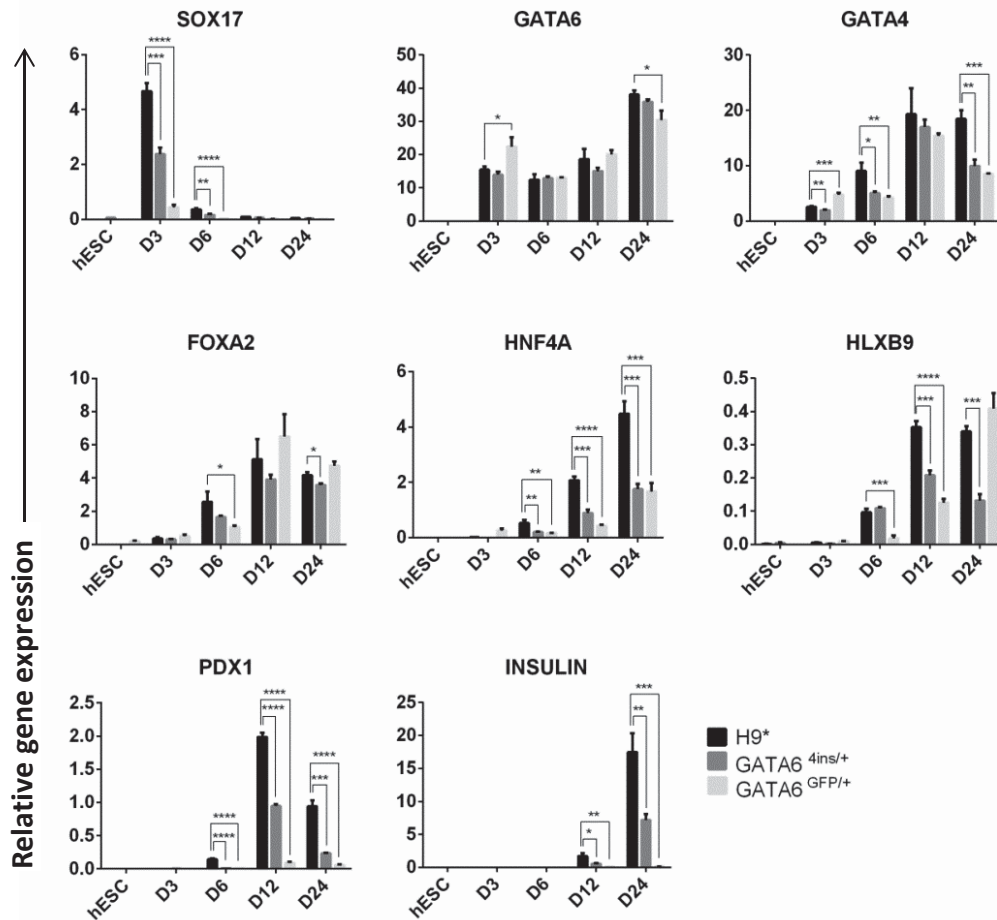 Relative gene expression
SOX17
6
4
2
0
**** 
***
****
**
hESC
D3
D6
D12
D24
GATA6
50
40
30
20
10
0
*
*
hESC
D3
D6
D12
D24
GATA4
30
20
10
0
***
**
**
*
***
**
hESC
D3
D6
D12
D24
FOXA2
10
8
6
4
2
0
*
*
hESC
D3
D6
D12
D24
HNF4A
6
4
2
0
**
**
****
***
***
***
hESC
D3
D6
D12
D24
HLXB9
0.5
0.4
0.3
0.2
0.1
0.0
***
****
***
***
hESC
D3
D6
D12
D24
PDX1
2.5
2.0
1.5
1.0
0.5
0.0
****
****
****
****
****
***
hESC
D3
D6
D12
D24
INSULIN
25
20
15
10
5
0
**
*
***
**
hESC
D3
D6
D12
D24
H9*
GATA6 4ins/+
GATA6 GFP/+